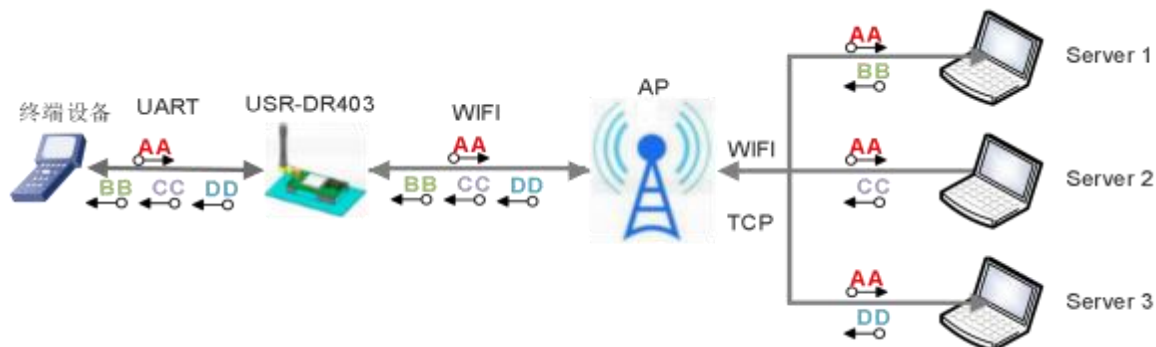 终端设备
UART
AA
BB CC DD
USR-DR403
WIFI
AA
BB CC DD
AP
WIFI
TCP
AA
BB
Server 1
AA
CC
Server 2
AA
DD
Server 3